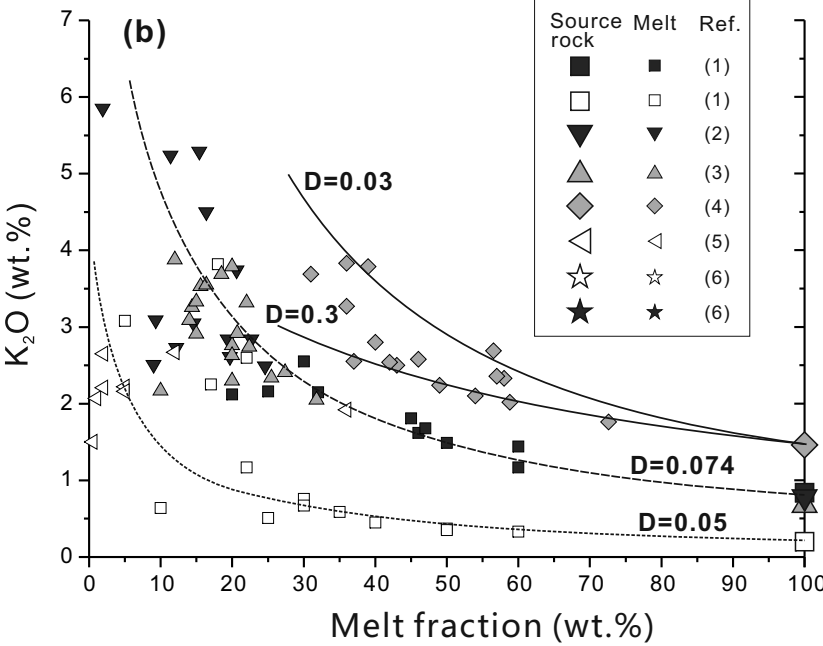 (b)
Source rock Melt Ref.
(1)
(1)
(2)
(3)
(4)
(5)
(6)
(6)
D=0.03
D=0.3
D=0.074
D=0.05
K2O (wt.%)
7
6
5
4
3
2
1
0
0 10 20 30 40 50 60 70 80 90 100
Melt fraction (wt.%)